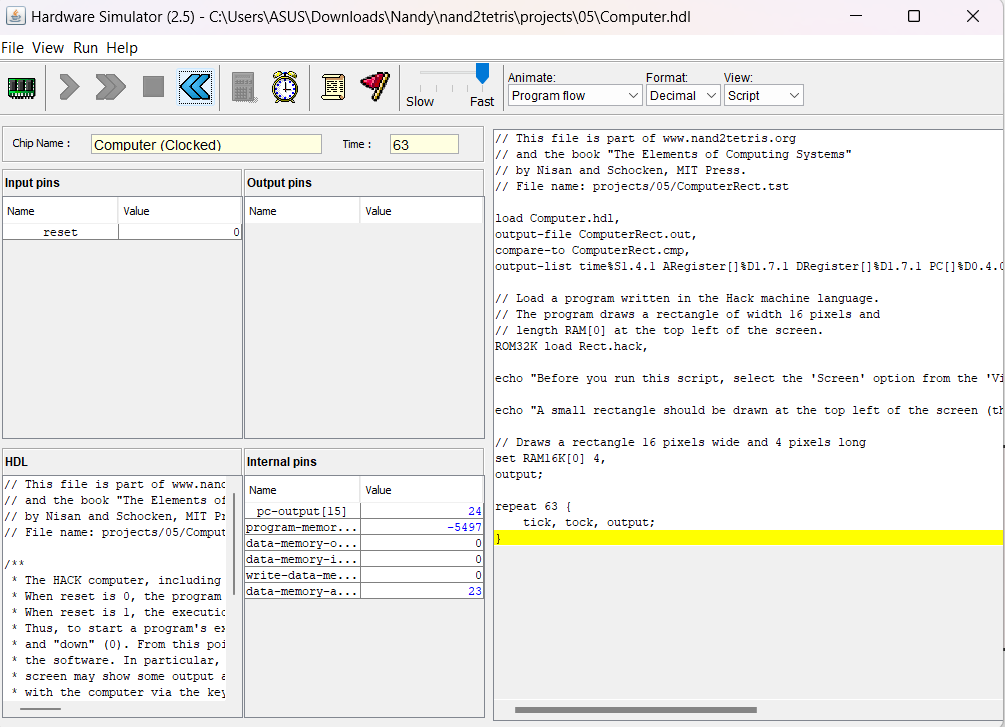 Hardware Simulator (2.5) - C:\Users\ASUS\Downloads\Nandy\nand2tetris\projects\05\Computer.hdl
File View Run Help
Slow Fast
Animate:
Program flow
Format:
Decimal
View:
Script
Chip Name : Computer (Clocked) Time : 63
Input pins
Name Value
reset 0
Output pins
Name Value
HDL
// This file is part of www.nand
// and the book "The Elements of
// by Nisan and Schocken, MIT Pr
// File name: projects/05/Comput
/**
* The HACK computer, including
* When reset is 0, the program
* When reset is 1, the executio
* Thus, to start a program's ex
* and "down" (0). From this poi
* the software. In particular,
* screen may show some output a
* with the computer via the key
Internal pins
Name Value
pc-output[15] 24
program-memor... -5497
data-memory-o... 0
data-memory-i... 0
write-data-me... 0
data-memory-a... 23
// This file is part of www.nand2tetris.org
// and the book "The Elements of Computing Systems"
// by Nisan and Schocken, MIT Press.
// File name: projects/05/ComputerRect.tst
load Computer.hdl,
output-file ComputerRect.out,
compare-to ComputerRect.cmp,
output-list time%S1.4.1 ARegister[]%D1.7.1 DRegister[]%D1.7.1 PC[]%D0.4.0
// Load a program written in the Hack machine language.
// The program draws a rectangle of width 16 pixels and
// length RAM[0] at the top left of the screen.
ROM32K load Rect.hack,
echo "Before you run this script, select the 'Screen' option from the 'Vi
echo "A small rectangle should be drawn at the top left of the screen (th
// Draws a rectangle 16 pixels wide and 4 pixels long
set RAM16K[0] 4,
output;
repeat 63 {
tick, tock, output;
}